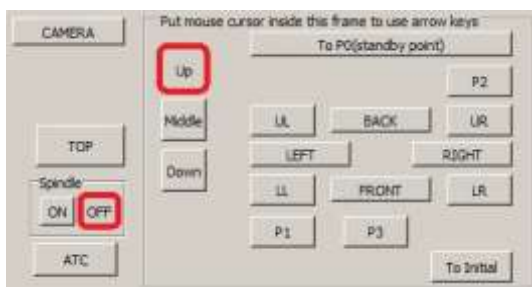 CAMERA
Put mouse cursor inside this frame to use arrow keys
To P0(standby point)
Up
P2
Middle
UL
BACK
UR
TOP
LEFT
RIGHT
Down
Spindle
LL
FRONT
LR
ON
OFF
P1
P3
ATC
To Initial